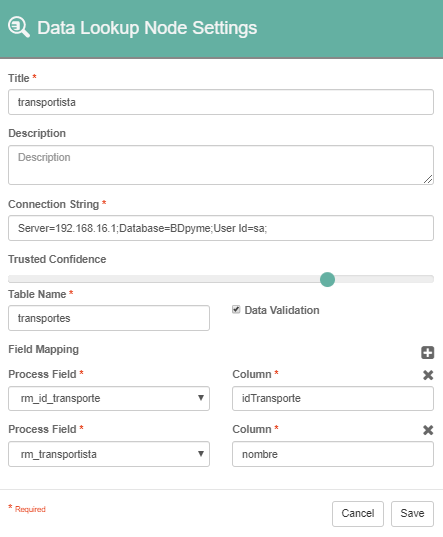 Data Lookup Node Settings
Title *
transportista
Description
Description
Connection String *
Server=192.168.16.1;Database=BDpyme;User Id=sa;
Trusted Confidence
Table Name *
transportes
Data Validation
Field Mapping
Process Field * Column *
rm_id_transporte idTransporte
Process Field * Column *
rm_transportista nombre
* Required Cancel Save